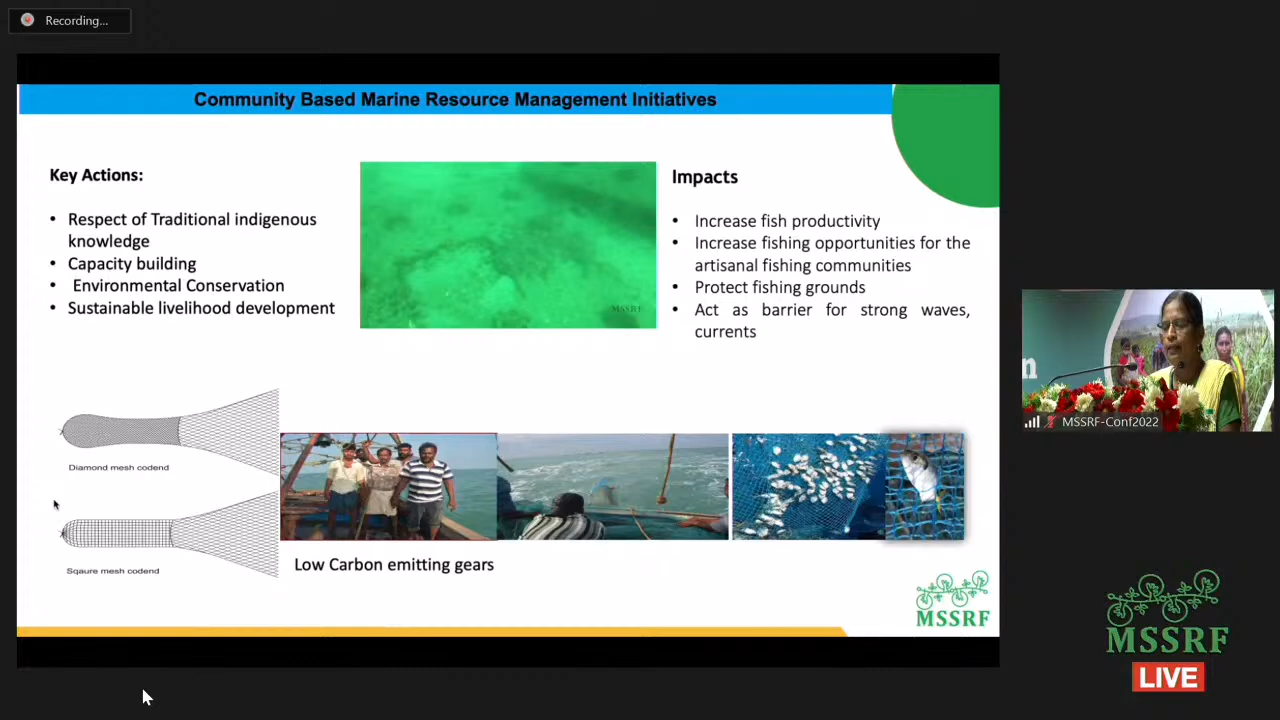 Recording...
Community Based Marine Resource Management Initiatives
Key Actions:
• Respect of Traditional indigenous
knowledge
• Capacity building
• Environmental Conservation
• Sustainable livelihood development
MSSRF
Impacts
• Increase fish productivity
• Increase fishing opportunities for the
artisanal fishing communities
• Protect fishing grounds
• Act as barrier for strong waves,
currents
Diamond mesh codend
Sqaure mesh codend
Low Carbon emitting gears
MSSRF
n
MSSRF-Conf2022
MSSRF
LIVE